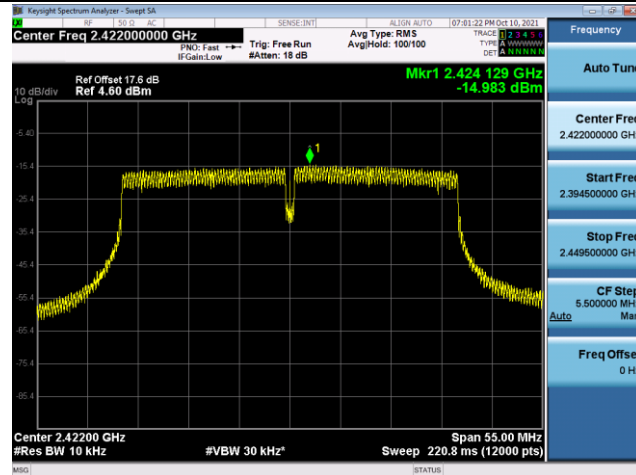 Keysight Spectrum Analyzer - Swept SA
RF 50 Ω AC SENSE:INT ALIGN AUTO 07:01:22 PM Oct 10, 2021
Center Freq 2.422000000 GHz
PNO: Fast
IFGain:Low
Trig: Free Run
#Atten: 18 dB
Avg Type: RMS
Avg|Hold: 100/100
TRACE 1 2 3 4 5 6
TYPE A WWWWW
DET A N N N N N
Ref Offset 17.6 dB
10 dB/div Ref 4.60 dBm
Log
Mkr1 2.424 129 GHz
-14.983 dBm
1
-5.40
-15.4
-25.4
-35.4
-45.4
-55.4
-65.4
-75.4
-85.4
Center 2.42200 GHz Span 55.00 MHz
#Res BW 10 kHz #VBW 30 kHz* Sweep 220.8 ms (12000 pts)
MSG STATUS
Frequency
Auto Tun
Center Fre
2.422000000 GH
Start Fre
2.394500000 GH
Stop Fre
2.449500000 GH
CF Step
5.500000 MH
Auto Ma
Freq Offse
0 H